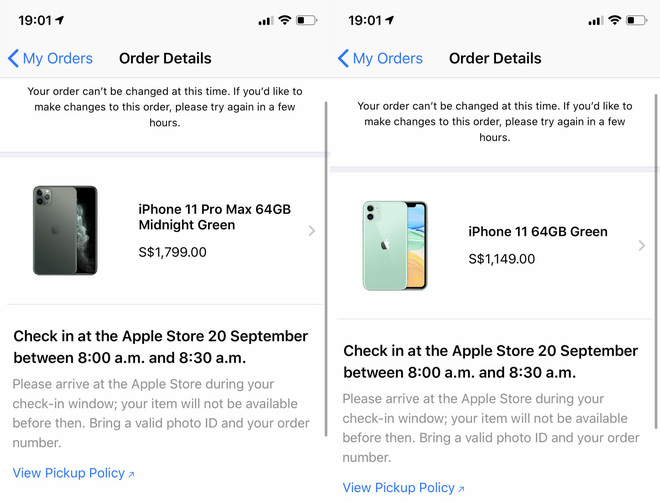 19:01
My Orders
Order Details
Your order can't be changed at this time. If you'd like to
make changes to this order, please try again in a few
hours.
iPhone 11 Pro Max 64GB
Midnight Green
S$1,799.00
Check in at the Apple Store 20 September
between 8:00 a.m. and 8:30 a.m.
Please arrive at the Apple Store during your
check-in window; your item will not be available
before then. Bring a valid photo ID and your order
number.
View Pickup Policy ↗
19:01
My Orders
Order Details
Your order can't be changed at this time. If you'd like to
make changes to this order, please try again in a few
hours.
iPhone 11 64GB Green
S$1,149.00
Check in at the Apple Store 20 September
between 8:00 a.m. and 8:30 a.m.
Please arrive at the Apple Store during your
check-in window; your item will not be available
before then. Bring a valid photo ID and your order
number.
View Pickup Policy ↗